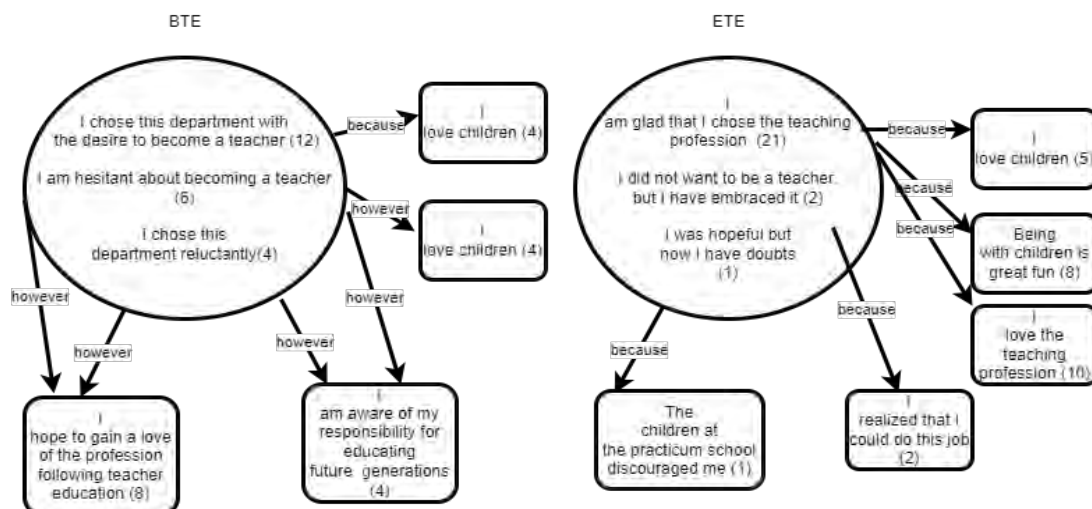 BTE
I chose this department with
the desire to become a teacher (12)
I am hesitant about becoming a teacher
(6)
I chose this
department reluctantly(4)
because
I
love children (4)
however
I
love children (4)
however
however
however
however
I
hope to gain a love
of the profession
following teacher
education (8)
I
am aware of my
responsibility for
educating
future generations
(4)
ETE
I
am glad that I chose the teaching
profession (21)
I did not want to be a teacher
but I have embraced it (2)
I was hopeful but
now I have doubts
(1)
because
I
love children (5)
because
Being
with children is
great fun (8)
because
I
love the
teaching
profession (10)
because
because
The
children at
the practicum school
discouraged me (1)
I
realized that I
could do this job
(2)